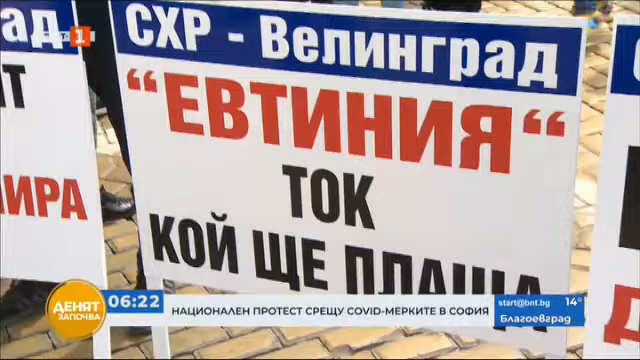 СХР - Велинград
"ЕВТИНИЯ"
ТОК
КОЙ ЩЕ ПЛАЩА
ИРА
1
ДЕНЯТ
ЗАПОЧВА
06:22
НАЦИОНАЛЕН ПРОТЕСТ СРЕЩУ COVID-МЕРКИТЕ В СОФИЯ
start@bnt.bg
14°
Благоевград